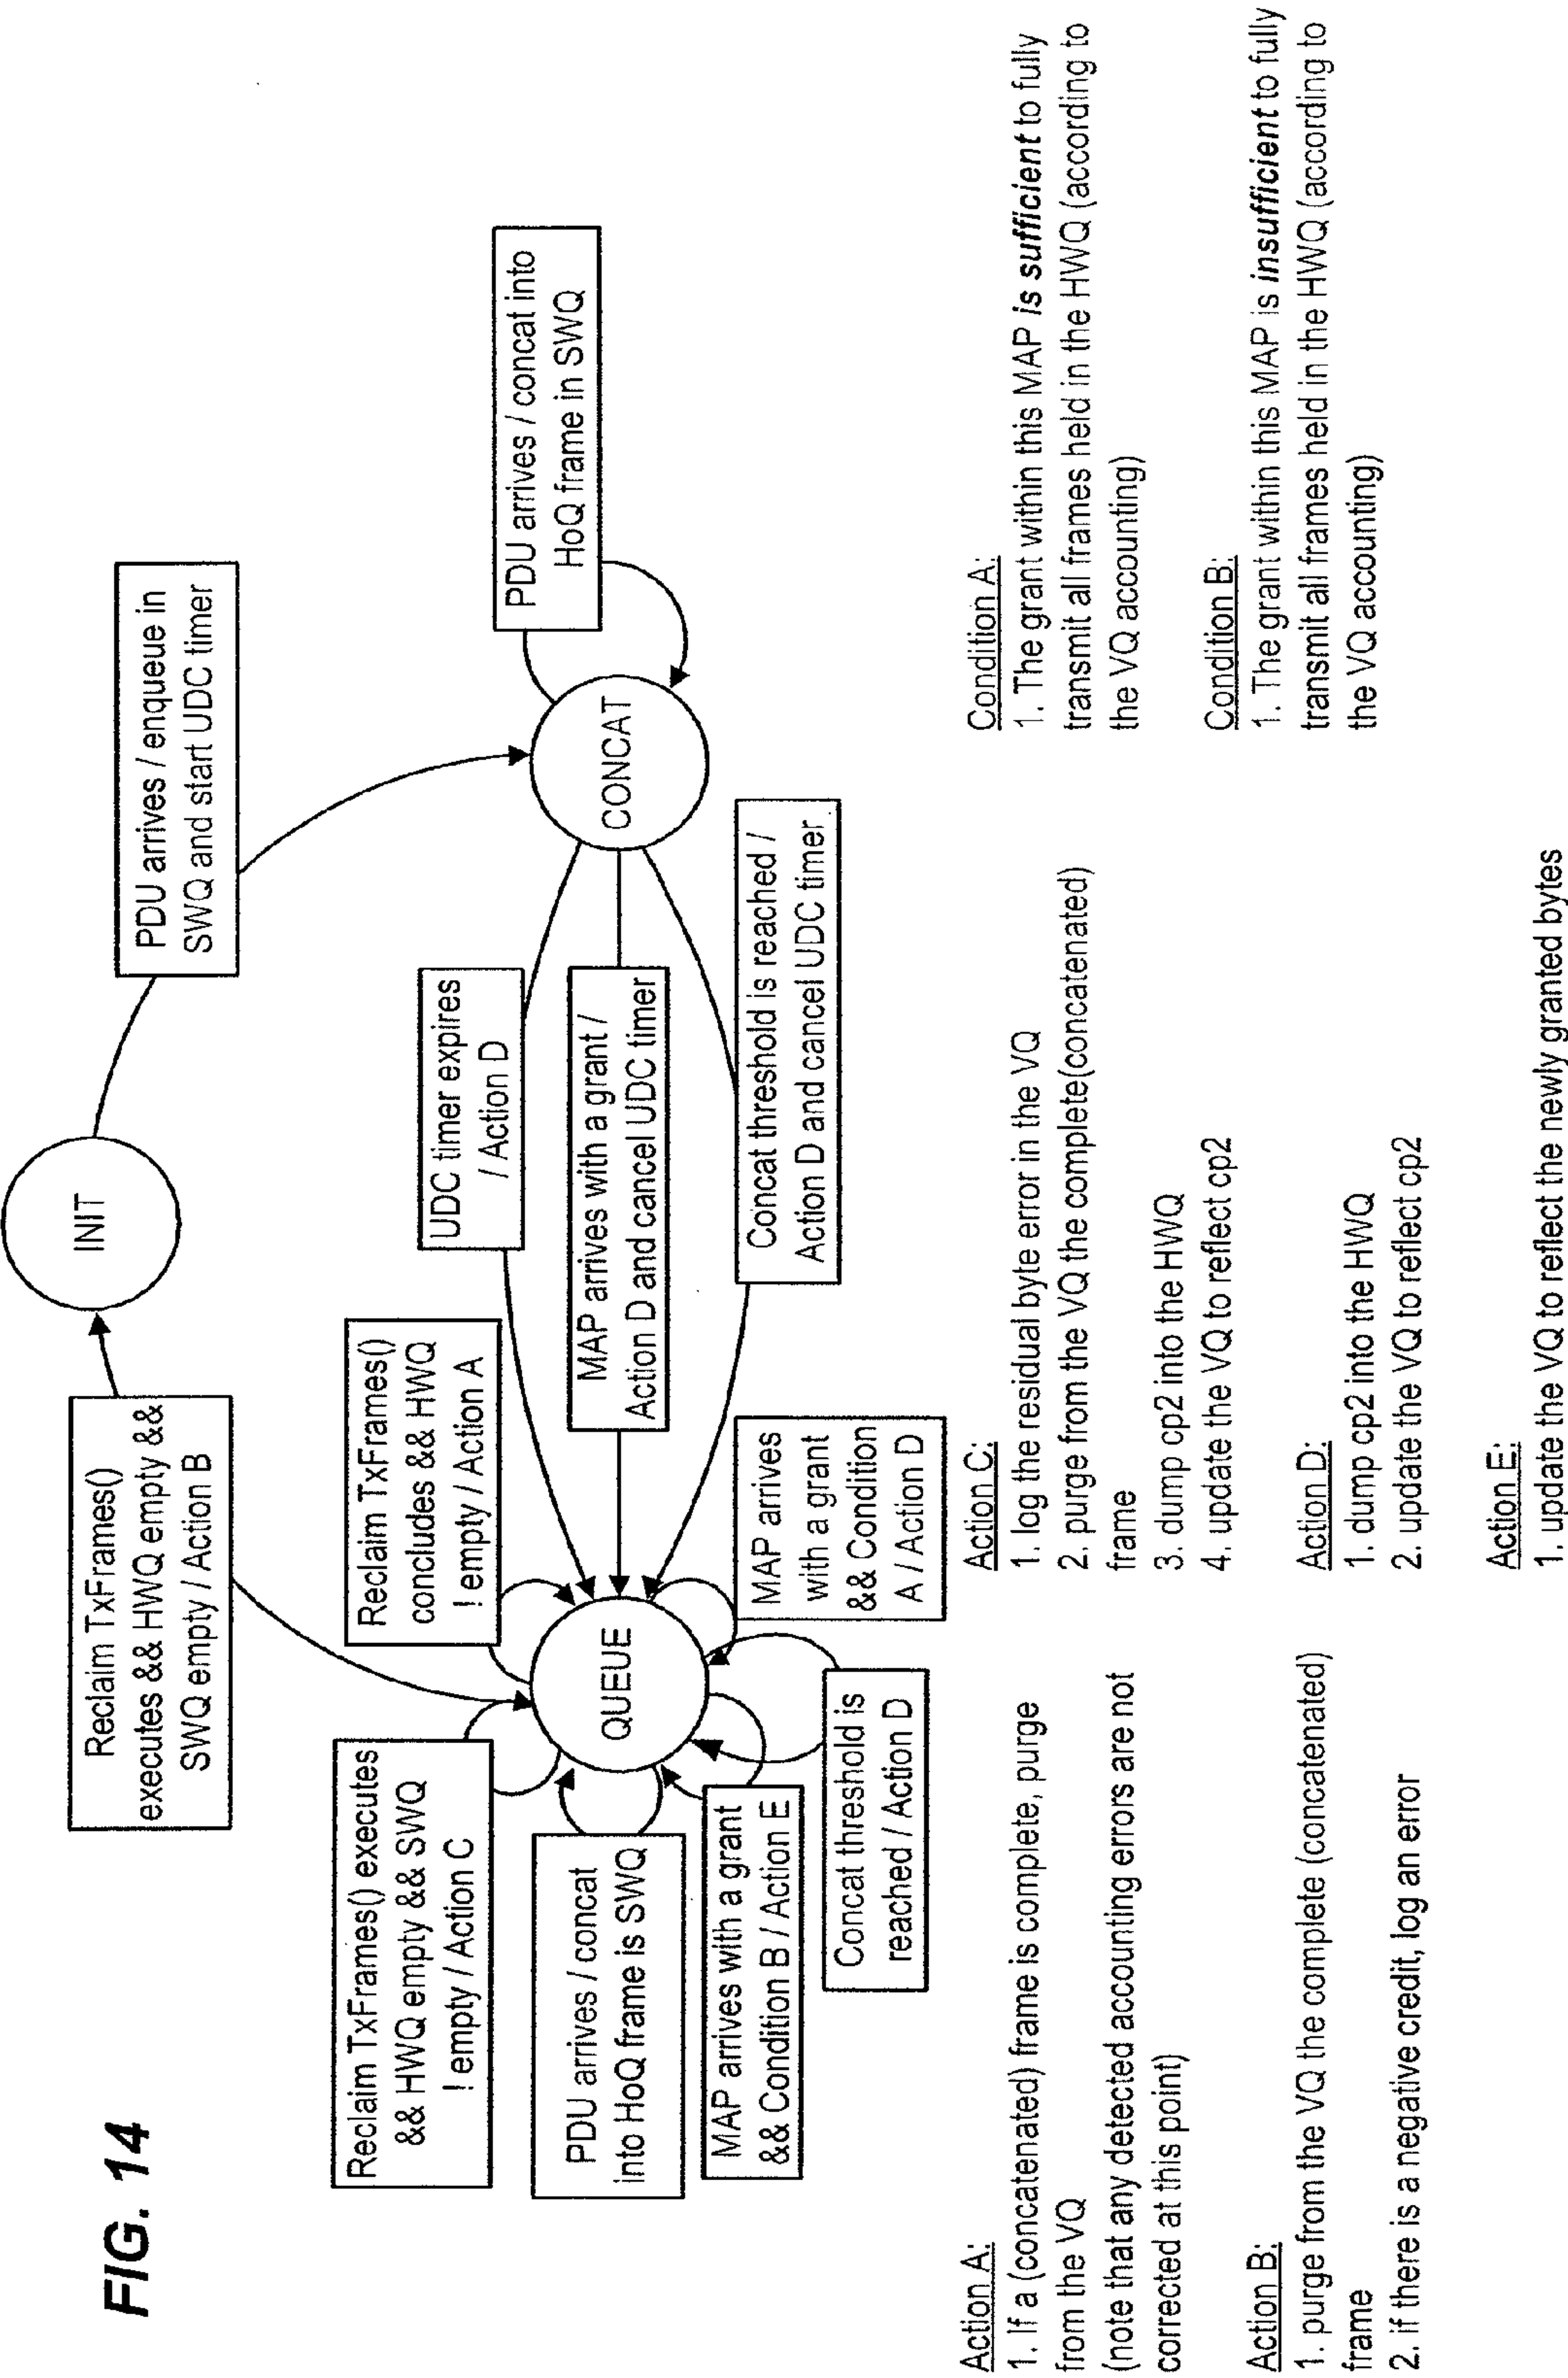 FIG. 14
INIT
Reclaim TxFrames()
executes && HWQ empty &&
SWQ empty / Action B
PDU arrives / enqueue in
SWQ and start UDC timer
Reclaim TxFrames() executes
&& HWQ empty && SWQ
! empty / Action C
Reclaim TxFrames()
concludes && HWQ
! empty / Action A
UDC timer expires
/ Action D
PDU arrives / concat into
HoQ frame in SWQ
PDU arrives / concat
into HoQ frame is SWQ
QUEUE
MAP arrives with a grant /
Action D and cancel UDC timer
CONCAT
MAP arrives with a grant
&& Condition B / Action E
MAP arrives
with a grant
&& Condition
A / Action D
Concat threshold is reached /
Action D and cancel UDC timer
Concat threshold is
reached / Action D
Action A:
1. If a (concatenated) frame is complete, purge
from the VQ
(note that any detected accounting errors are not
corrected at this point)
Action B:
1. purge from the VQ the complete (concatenated)
frame
2. if there is a negative credit, log an error
Action C:
1. log the residual byte error in the VQ
2. purge from the VQ the complete(concatenated)
frame
3. dump cp2 into the HWQ
4. update the VQ to reflect cp2
Action D:
1. dump cp2 into the HWQ
2. update the VQ to reflect cp2
Action E:
1. update the VQ to reflect the newly granted bytes
Condition A:
1. The grant within this MAP is sufficient to fully
transmit all frames held in the HWQ (according to
the VQ accounting)
Condition B:
1. The grant within this MAP is insufficient to fully
transmit all frames held in the HWQ (according to
the VQ accounting)